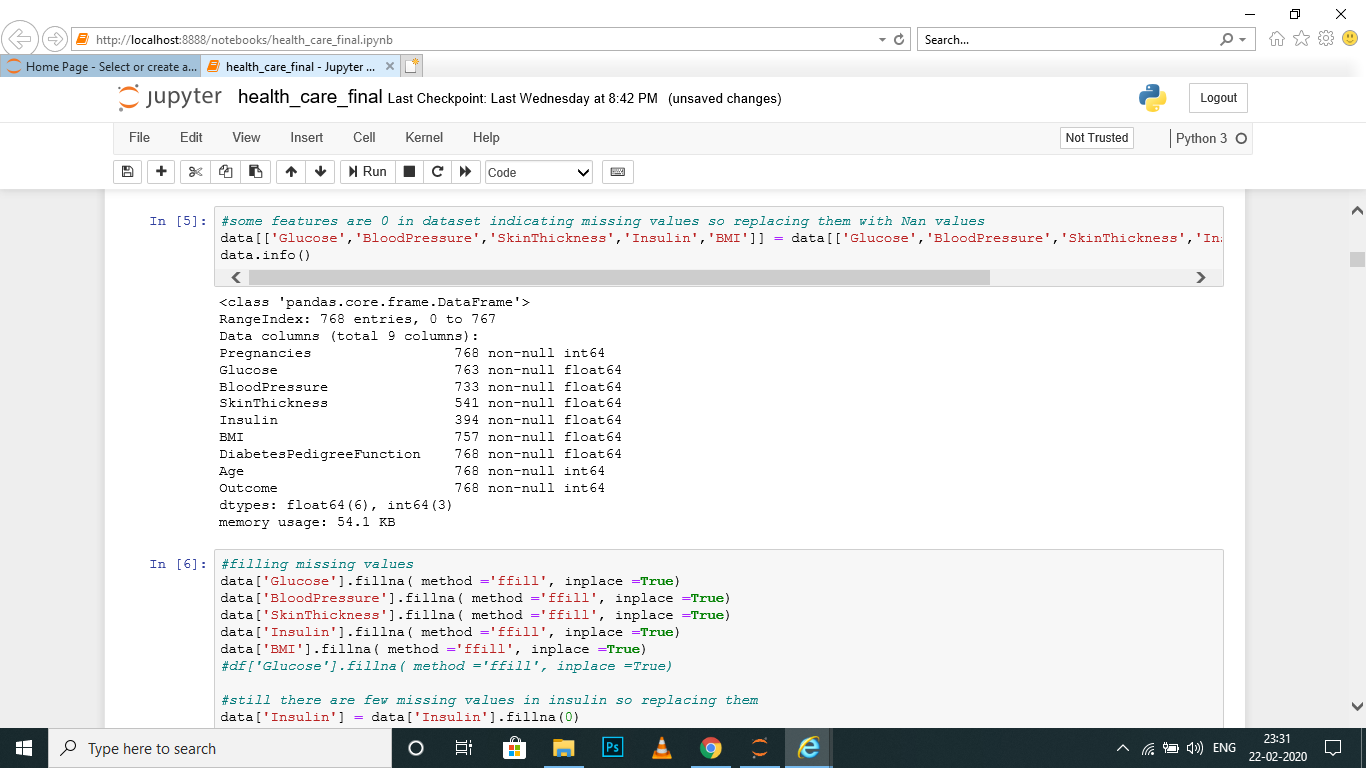 http://localhost:8888/notebooks/health_care_final.ipynb
Search...
Home Page - Select or create a...
health_care_final - Jupyter ...
jupyter health_care_final Last Checkpoint: Last Wednesday at 8:42 PM (unsaved changes)
Logout
File Edit View Insert Cell Kernel Help
Not Trusted
Python 3
Run
Code
In [5]:
#some features are 0 in dataset indicating missing values so replacing them with Nan values
data[['Glucose','BloodPressure','SkinThickness','Insulin','BMI']] = data[['Glucose','BloodPressure','SkinThickness','Ins
data.info()
<class 'pandas.core.frame.DataFrame'>
RangeIndex: 768 entries, 0 to 767
Data columns (total 9 columns):
Pregnancies 768 non-null int64
Glucose 763 non-null float64
BloodPressure 733 non-null float64
SkinThickness 541 non-null float64
Insulin 394 non-null float64
BMI 757 non-null float64
DiabetesPedigreeFunction 768 non-null float64
Age 768 non-null int64
Outcome 768 non-null int64
dtypes: float64(6), int64(3)
memory usage: 54.1 KB
In [6]:
#filling missing values
data['Glucose'].fillna( method ='ffill', inplace =True)
data['BloodPressure'].fillna( method ='ffill', inplace =True)
data['SkinThickness'].fillna( method ='ffill', inplace =True)
data['Insulin'].fillna( method ='ffill', inplace =True)
data['BMI'].fillna( method ='ffill', inplace =True)
#df['Glucose'].fillna( method ='ffill', inplace =True)
#still there are few missing values in insulin so replacing them
data['Insulin'] = data['Insulin'].fillna(0)
Type here to search
Ps
ENG
23:31
22-02-2020